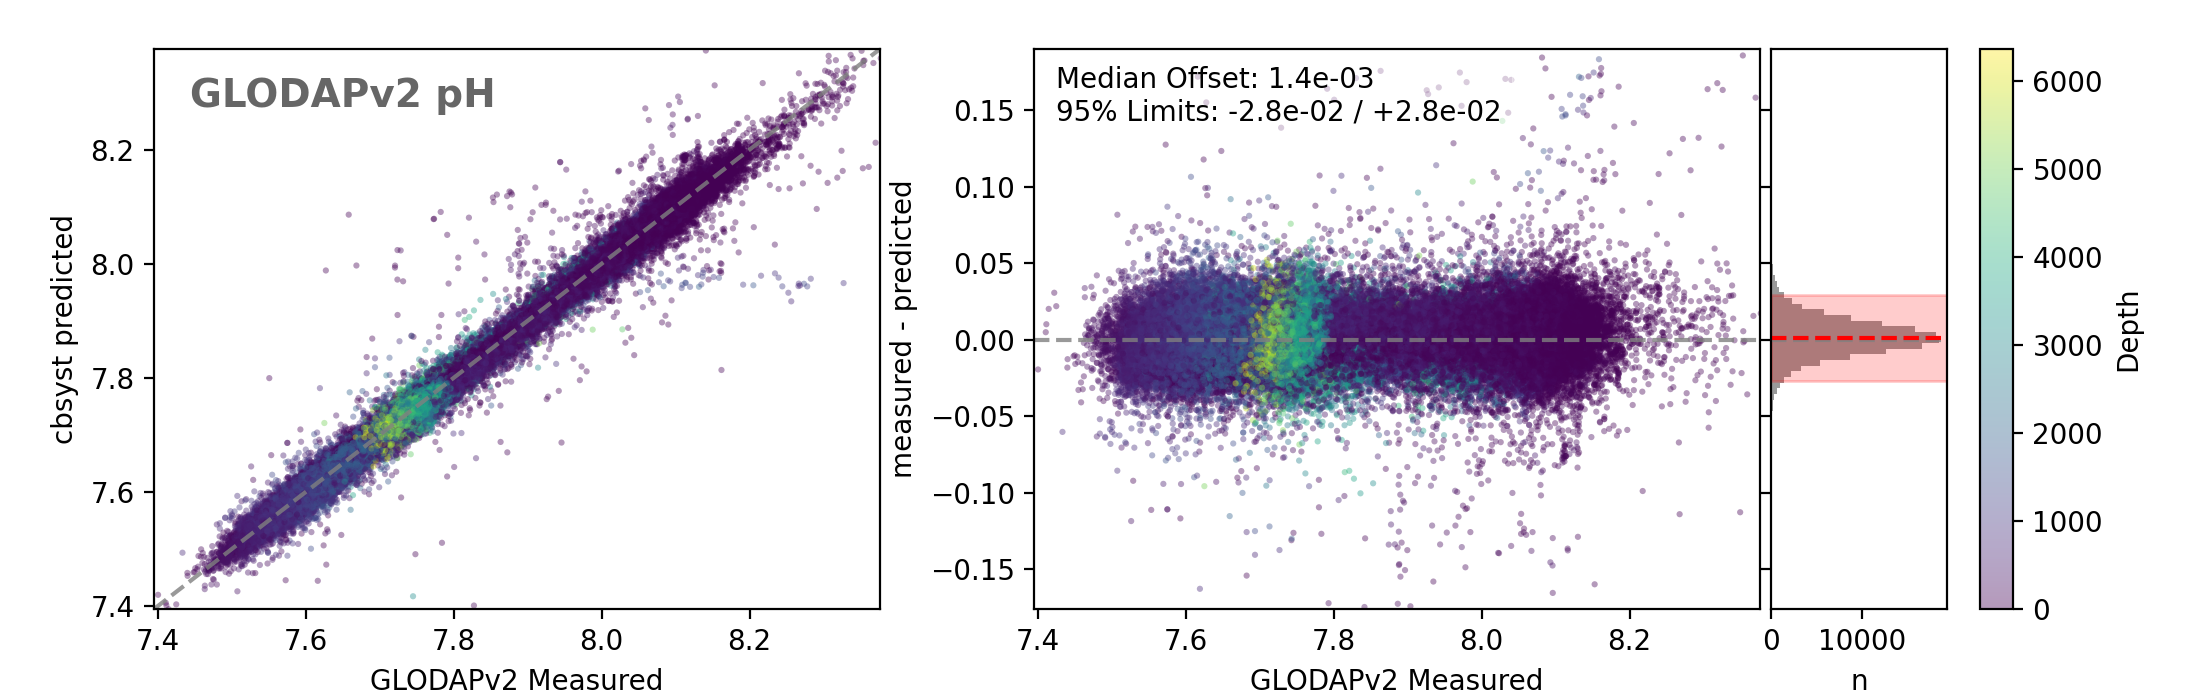 GLODAPv2 pH
8.2
8.0
7.8
7.6
7.4
cbsyst predicted
7.4 7.6 7.8 8.0 8.2
GLODAPv2 Measured
Median Offset: 1.4e-03
95% Limits: -2.8e-02 / +2.8e-02
0.15
0.10
0.05
0.00
−0.05
−0.10
−0.15
measured - predicted
7.4 7.6 7.8 8.0 8.2
GLODAPv2 Measured
0 10000
n
6000
5000
4000
3000
2000
1000
0
Depth